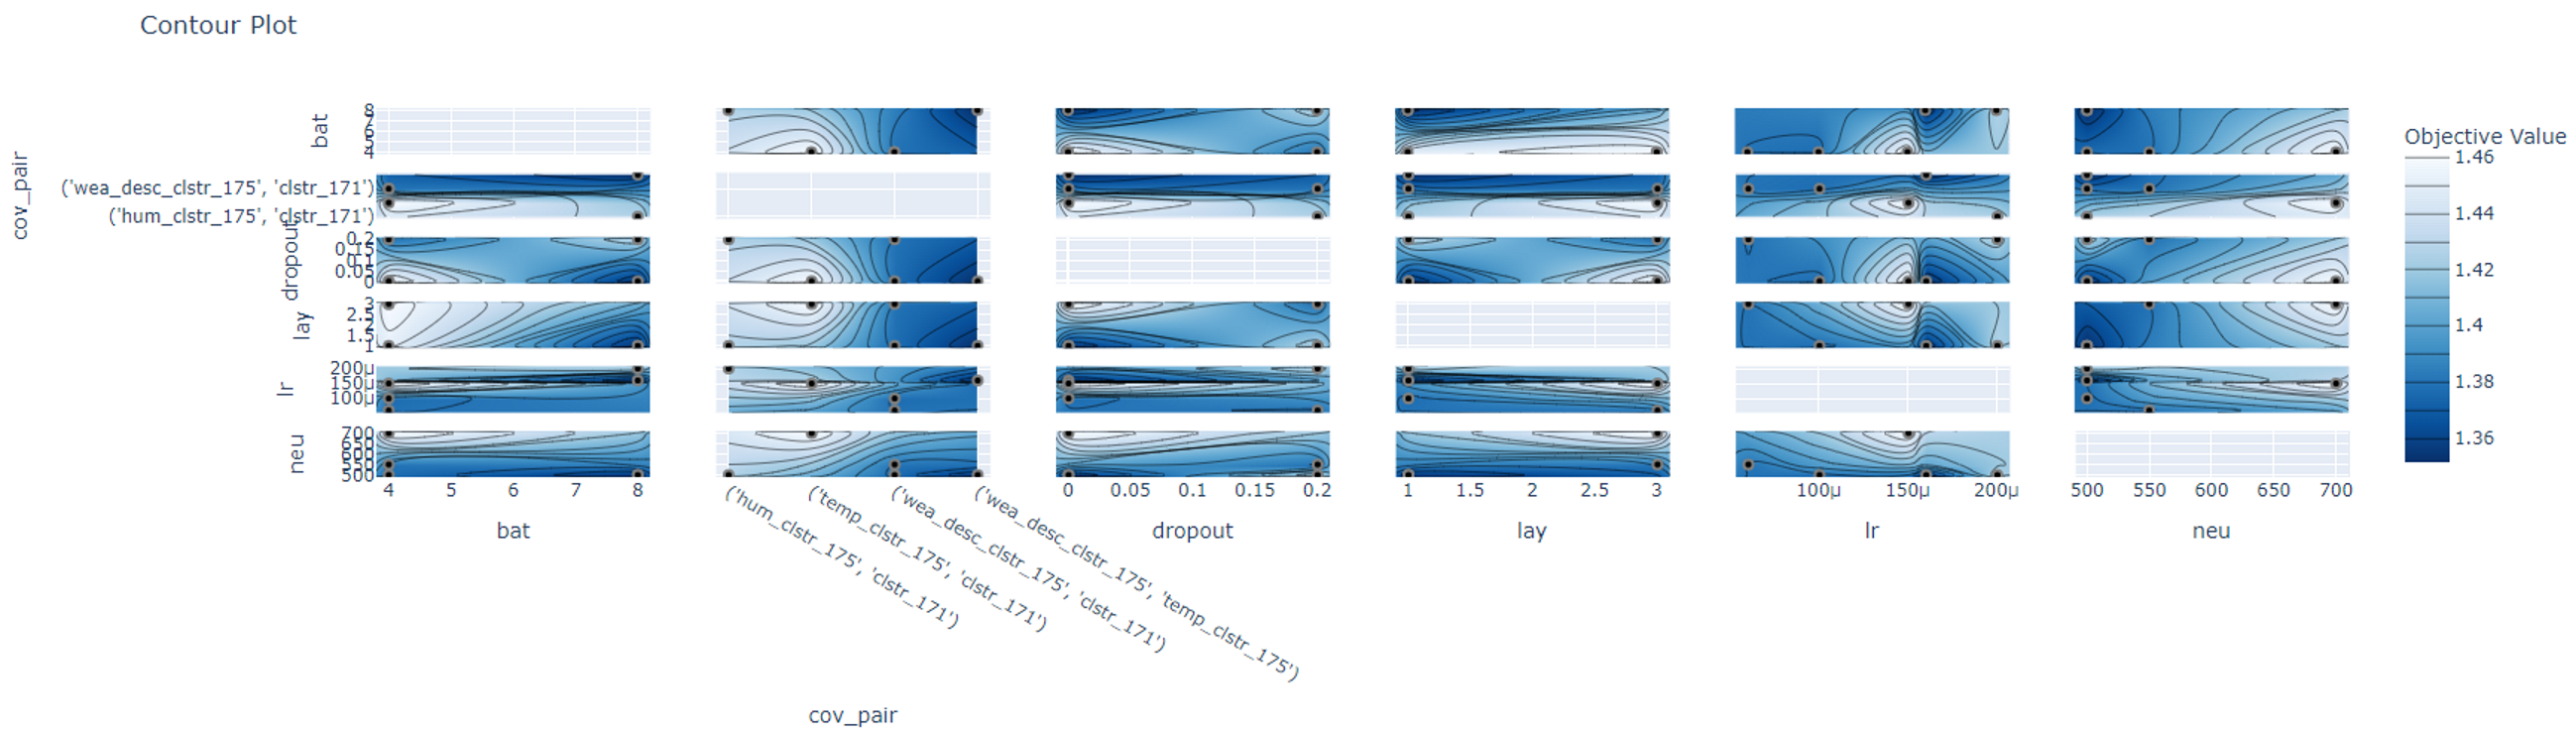 Contour Plot
bat
8
7
6
5
4
cov_pair
('wea_desc_clstr_175', 'clstr_171')
('hum_clstr_175', 'clstr_171')
dropout
0.2
0.15
0.1
0.05
0
lay
3
2.5
2
1.5
1
lr
200μ
150μ
100μ
neu
700
650
600
550
500
4 5 6 7 8
bat
('hum_clstr_175', 'clstr_171')
('temp_clstr_175', 'clstr_171')
('wea_desc_clstr_175', 'clstr_171')
('wea_desc_clstr_175', 'temp_clstr_175')
cov_pair
0 0.05 0.1 0.15 0.2
dropout
1 1.5 2 2.5 3
lay
100μ 150μ 200μ
lr
500 550 600 650 700
neu
Objective Value
1.46
1.44
1.42
1.4
1.38
1.36